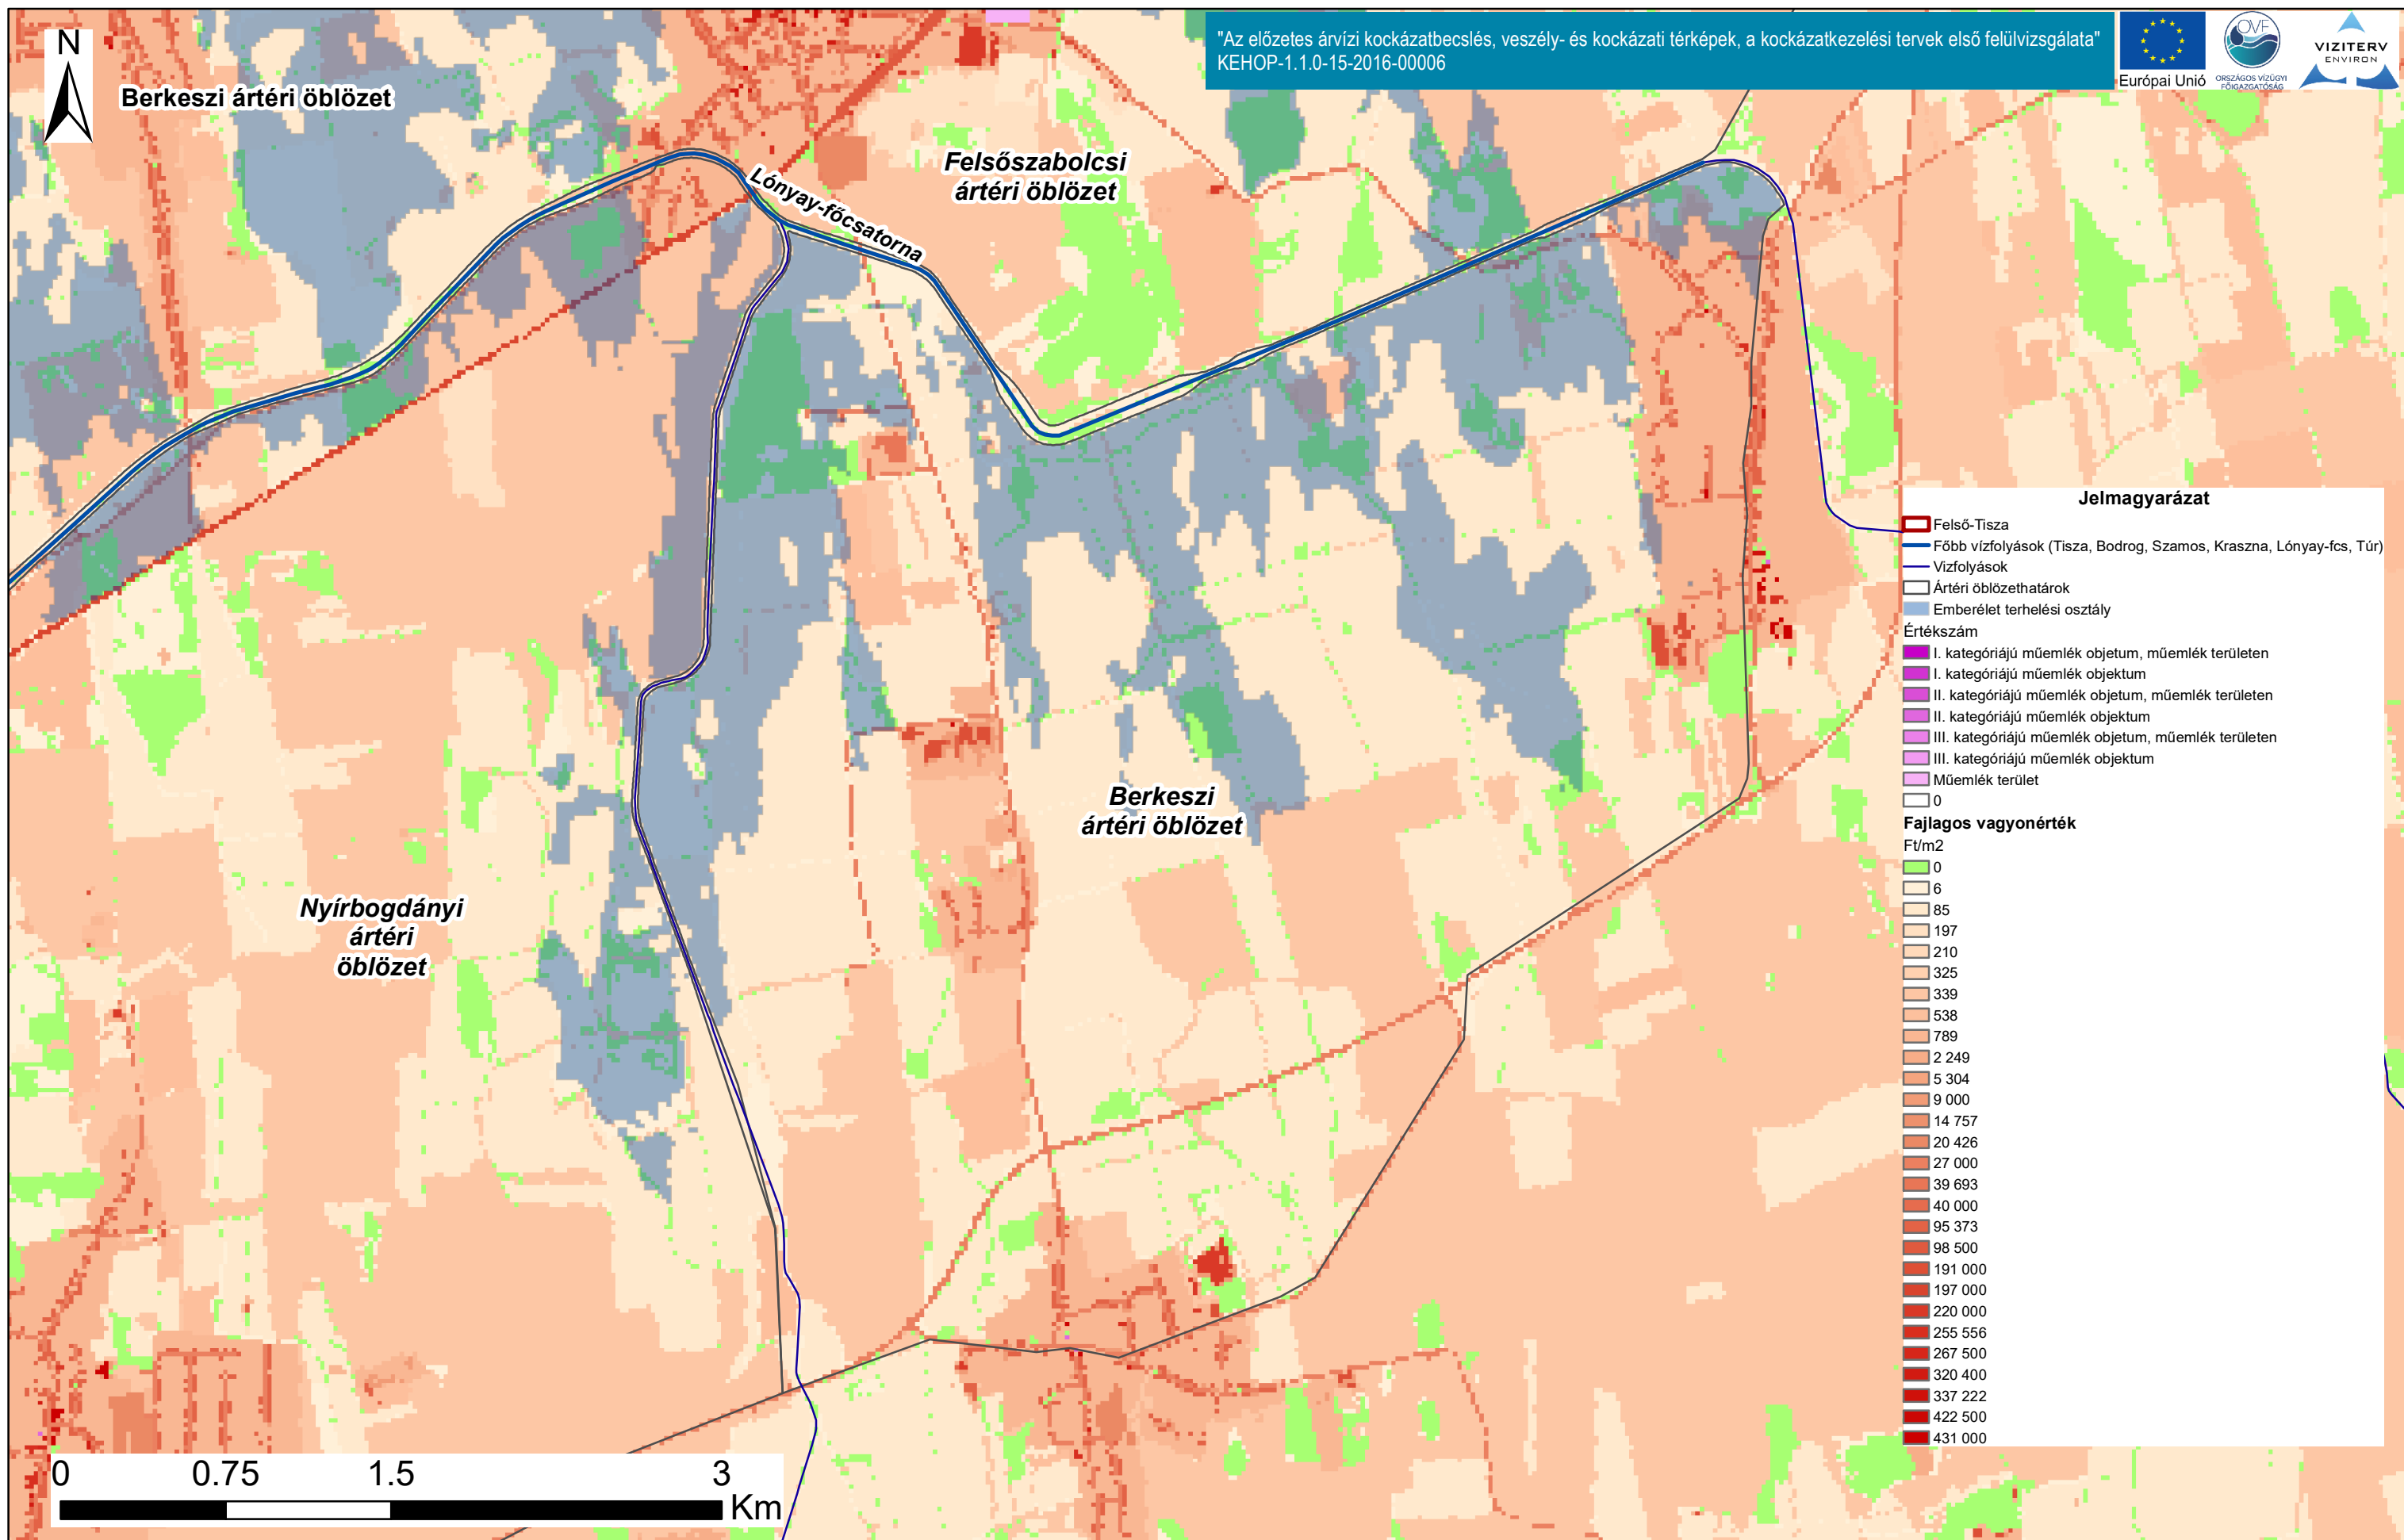 "Az előzetes árvízi kockázatbecslés, veszély- és kockázati térképek, a kockázatkezelési tervek első felülvizsgálata"
KEHOP-1.1.0-15-2016-00006
Európai Unió
OVF
ORSZÁGOS VÍZÜGYI
FŐIGAZGATÓSÁG
VIZITERV
ENVIRON
N
Berkeszi ártéri öblözet
Felsőszabolcsi
ártéri öblözet
Lónyay-főcsatorna
Berkeszi
ártéri öblözet
Nyírbogdányi
ártéri
öblözet
Jelmagyarázat
Felső-Tisza
Főbb vízfolyások (Tisza, Bodrog, Szamos, Kraszna, Lónyay-fcs, Túr)
Vizfolyások
Ártéri öblözethatárok
Emberélet terhelési osztály
Értékszám
I. kategóriájú műemlék objetum, műemlék területen
I. kategóriájú műemlék objektum
II. kategóriájú műemlék objetum, műemlék területen
II. kategóriájú műemlék objektum
III. kategóriájú műemlék objetum, műemlék területen
III. kategóriájú műemlék objektum
Műemlék terület
0
Fajlagos vagyonérték
Ft/m2
0
6
85
197
210
325
339
538
789
2 249
5 304
9 000
14 757
20 426
27 000
39 693
40 000
95 373
98 500
191 000
197 000
220 000
255 556
267 500
320 400
337 222
422 500
431 000
0 0.75 1.5 3
Km